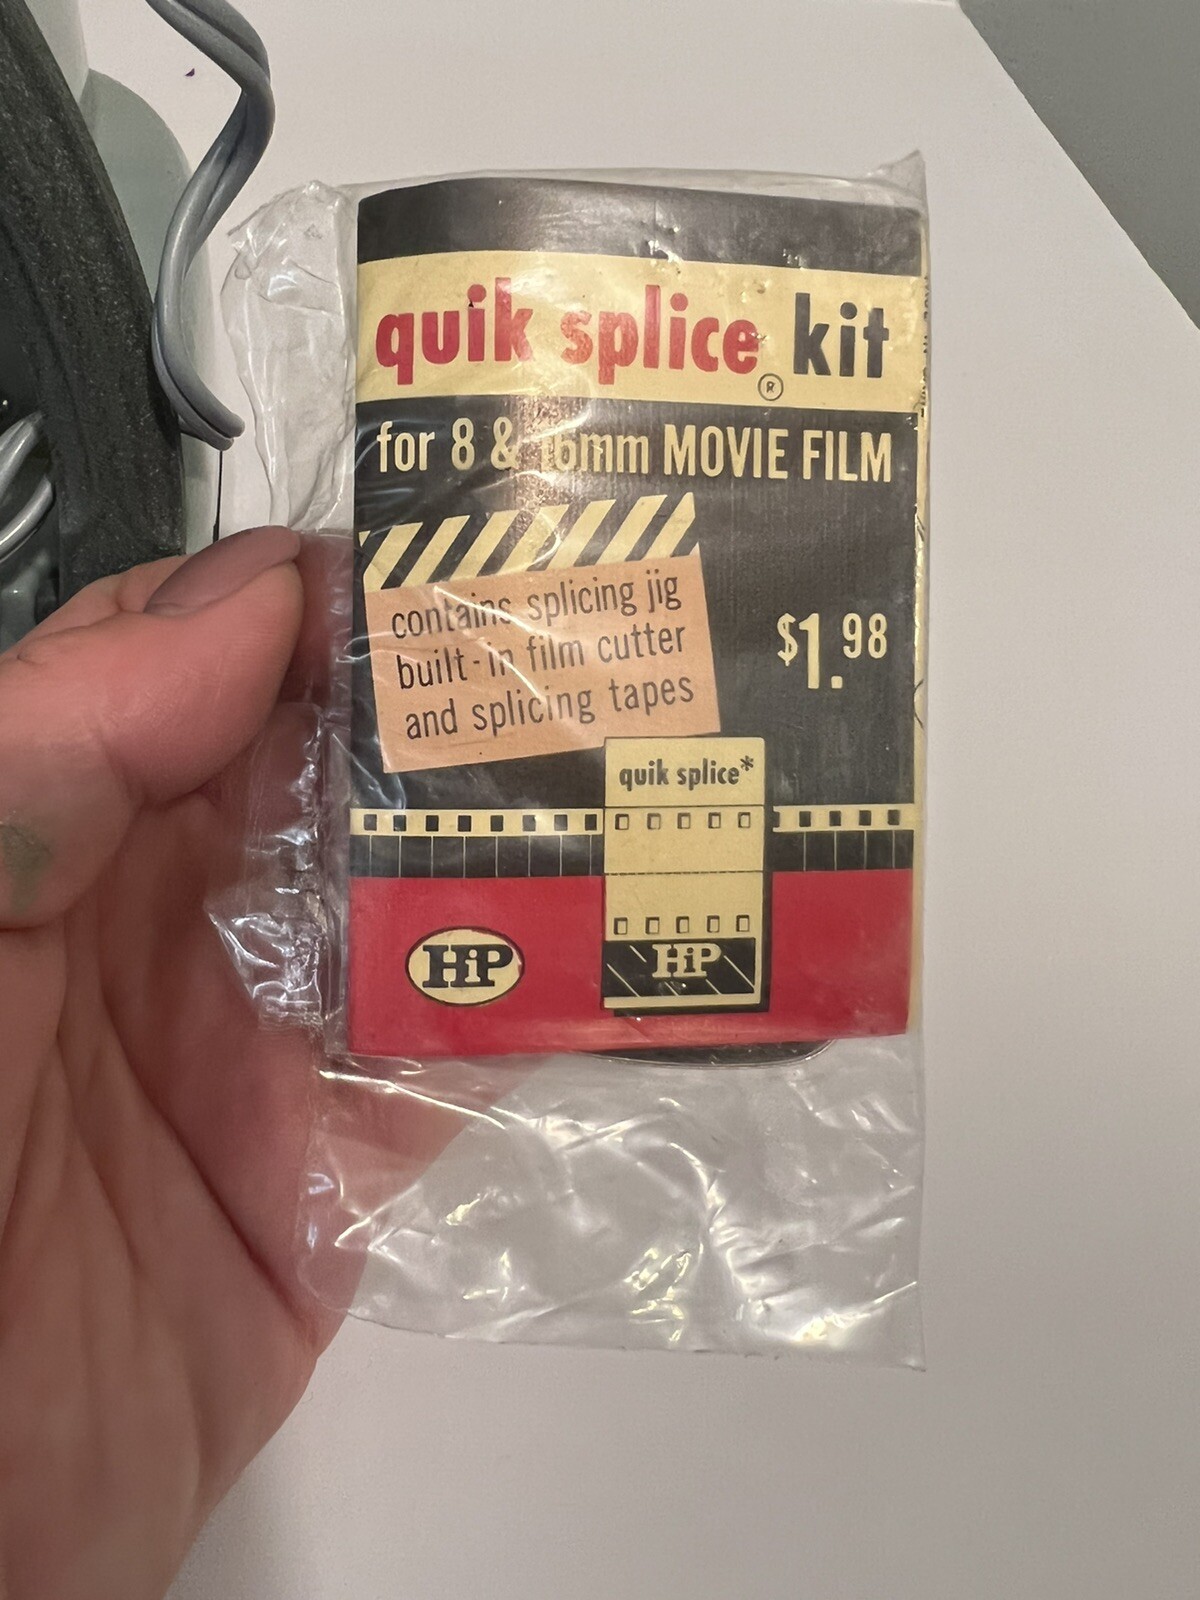 quik splice kit
®
for 8 & 16mm MOVIE FILM
contains splicing jig
built-in film cutter
and splicing tapes
$1.98
quik splice*
HiP
HiP